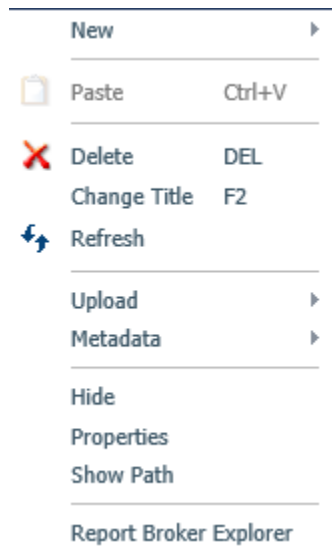 New
Paste Ctrl+V
Delete DEL
Change Title F2
Refresh
Upload
Metadata
Hide
Properties
Show Path
Report Broker Explorer